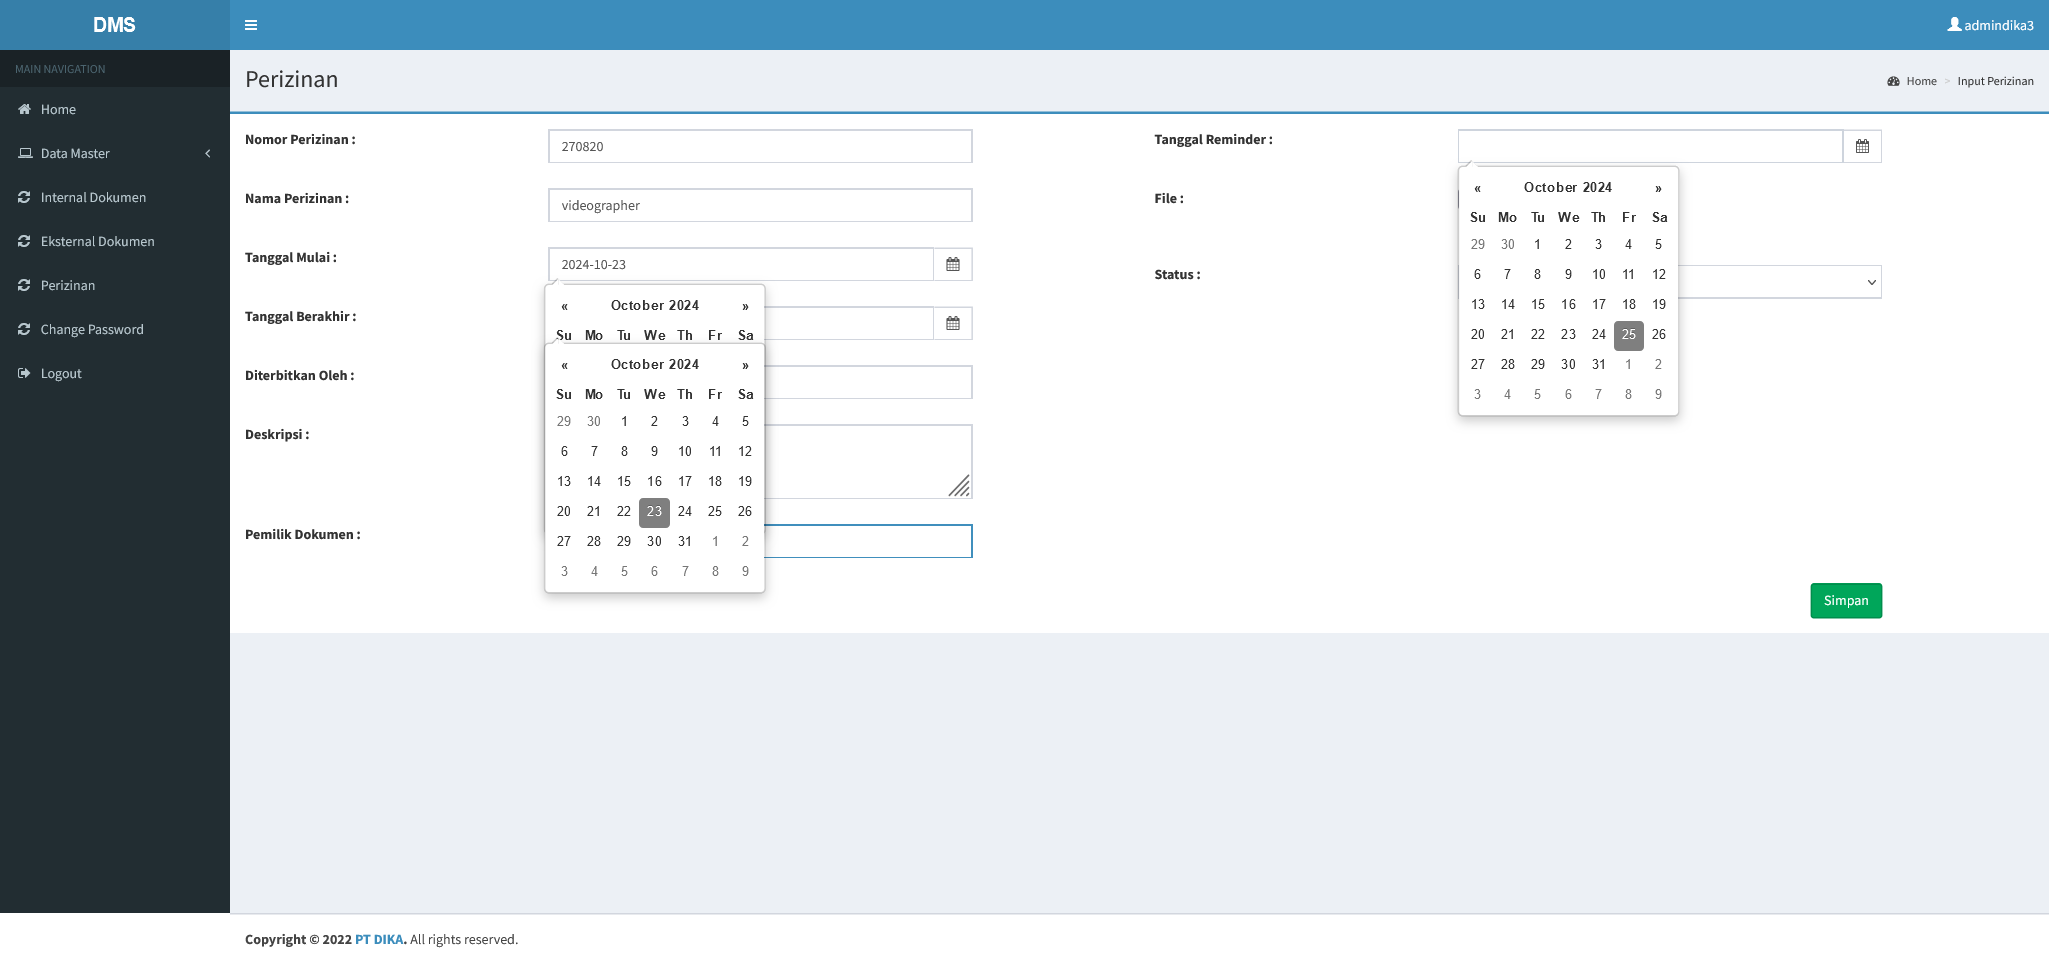 DMS
admindika3
MAIN NAVIGATION
Home
Data Master
Internal Dokumen
Eksternal Dokumen
Perizinan
Change Password
Logout
Perizinan
Home > Input Perizinan
Nomor Perizinan :
270820
Nama Perizinan :
videographer
Tanggal Mulai :
2024-10-23
Tanggal Berakhir :
Diterbitkan Oleh :
Deskripsi :
Pemilik Dokumen :
« October 2024 »
Su Mo Tu We Th Fr Sa
« October 2024 »
Su Mo Tu We Th Fr Sa
29 30 1 2 3 4 5
6 7 8 9 10 11 12
13 14 15 16 17 18 19
20 21 22 23 24 25 26
27 28 29 30 31 1 2
3 4 5 6 7 8 9
Tanggal Reminder :
File :
Status :
« October 2024 »
Su Mo Tu We Th Fr Sa
29 30 1 2 3 4 5
6 7 8 9 10 11 12
13 14 15 16 17 18 19
20 21 22 23 24 25 26
27 28 29 30 31 1 2
3 4 5 6 7 8 9
Simpan
Copyright © 2022 PT DIKA. All rights reserved.